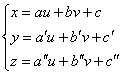 x = au + bv + c
y = a'u + b'v + c'
z = a''u + b''v + c''